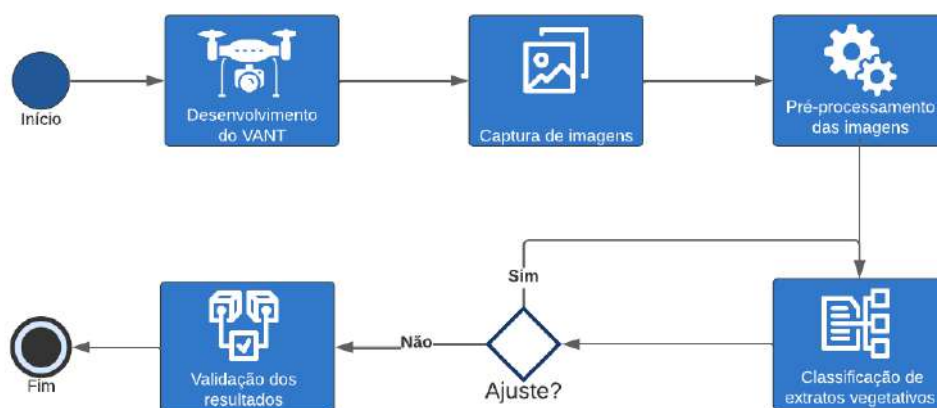 Início
Desenvolvimento
do VANT
Captura de imagens
Pré-processamento
das imagens
Sim
Não
Ajuste?
Classificação de
extratos vegetativos
Validação dos
resultados
Fim